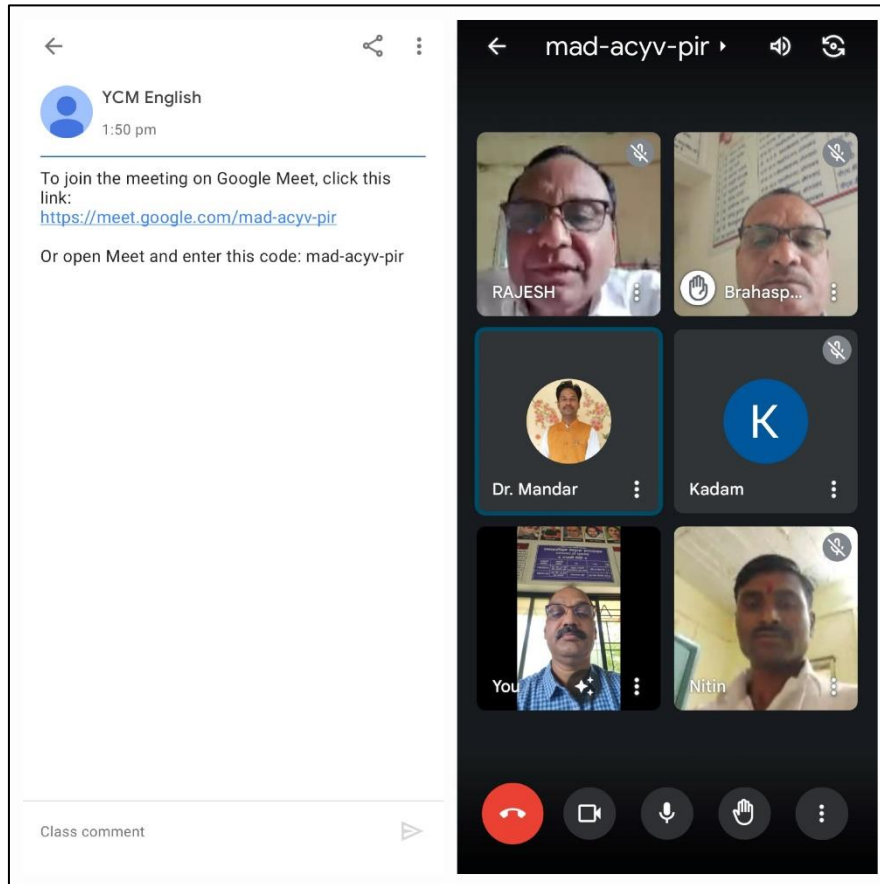 YCM English
1:50 pm
To join the meeting on Google Meet, click this
link:
https://meet.google.com/mad-acyv-pir
Or open Meet and enter this code: mad-acyv-pir
Class comment
mad-acyv-pir
RAJESH
Brahasp...
Dr. Mandar
K
Kadam
You
Nitin